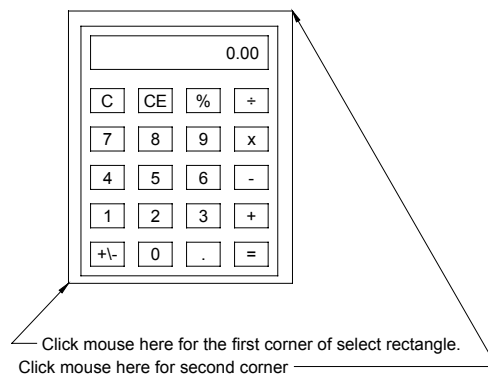 0.00
C CE % ÷
7 8 9 x
4 5 6 -
1 2 3 +
+\- 0 . =
Click mouse here for the first corner of select rectangle.
Click mouse here for second corner